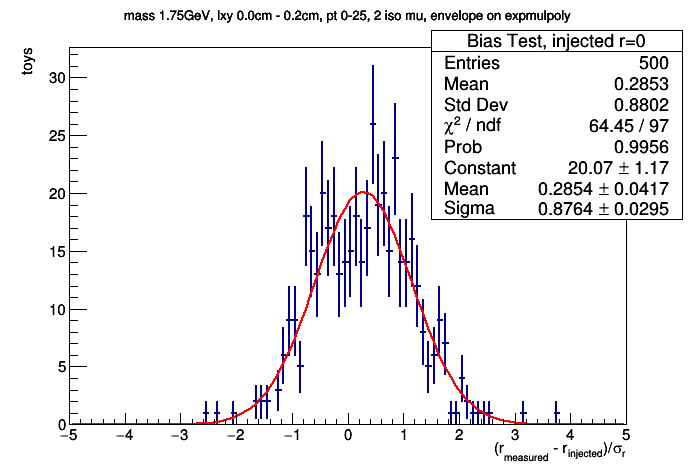 mass 1.75GeV, lxy 0.0cm - 0.2cm, pt 0-25, 2 iso mu, envelope on expmulpoly
Bias Test, injected r=0
Entries 500
Mean 0.2853
Std Dev 0.8802
χ² / ndf 64.45 / 97
Prob 0.9956
Constant 20.07 ± 1.17
Mean 0.2854 ± 0.0417
Sigma 0.8764 ± 0.0295
toys
30
25
20
15
10
5
0
−5 −4 −3 −2 −1 0 1 2 3 4 5
(r_measured - r_injected)/σ_r